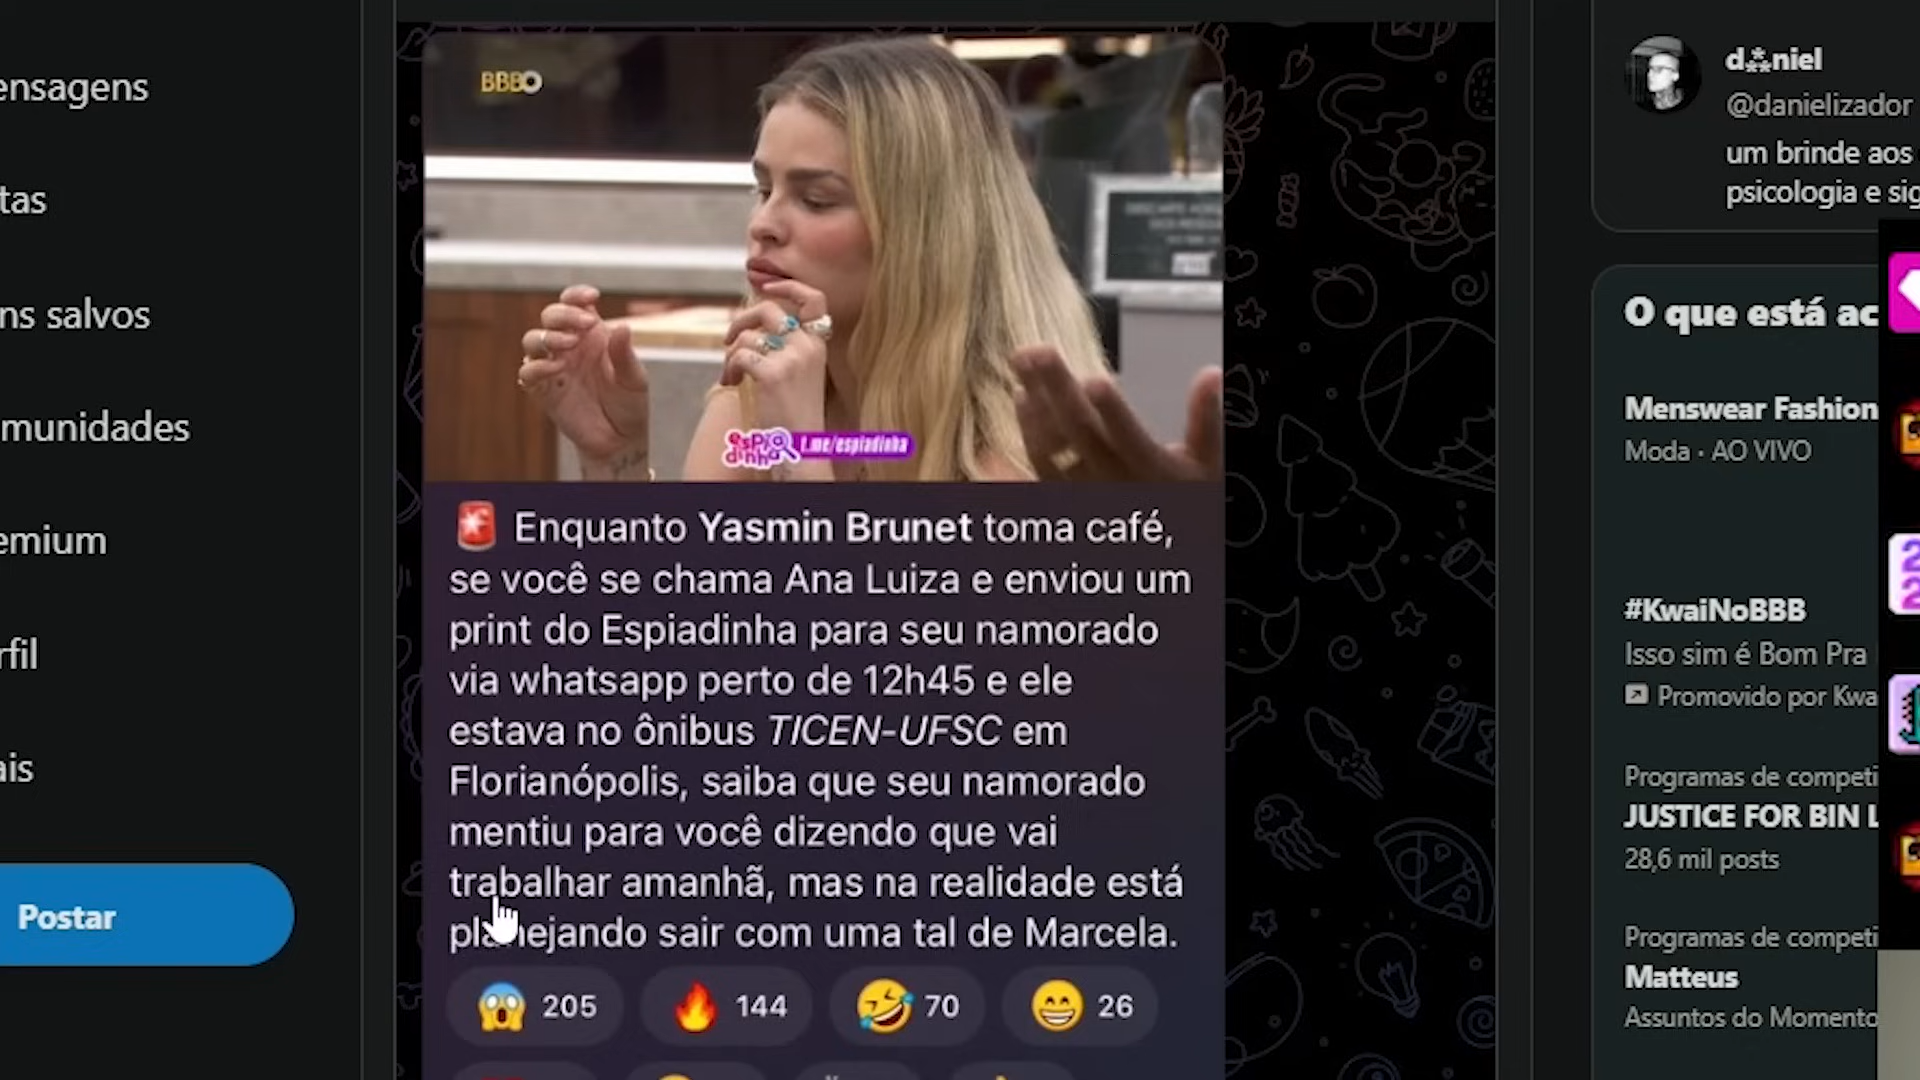 ensagens
tas
ns salvos
munidades
emium
rfil
ais
Postar
BBB
espiadinha
t.me/espiadinha
Enquanto Yasmin Brunet toma café,
se você se chama Ana Luiza e enviou um
print do Espiadinha para seu namorado
via whatsapp perto de 12h45 e ele
estava no ônibus TICEN-UFSC em
Florianópolis, saiba que seu namorado
mentiu para você dizendo que vai
trabalhar amanhã, mas na realidade está
planejando sair com uma tal de Marcela.
205 144 70 26
d⁂niel
@danielizador
um brinde aos
psicologia e sig
O que está ac
Menswear Fashion
Moda · AO VIVO
#KwaiNoBBB
Isso sim é Bom Pra
Promovido por Kwa
Programas de competi
JUSTICE FOR BIN L
28,6 mil posts
Programas de competi
Matteus
Assuntos do Momento